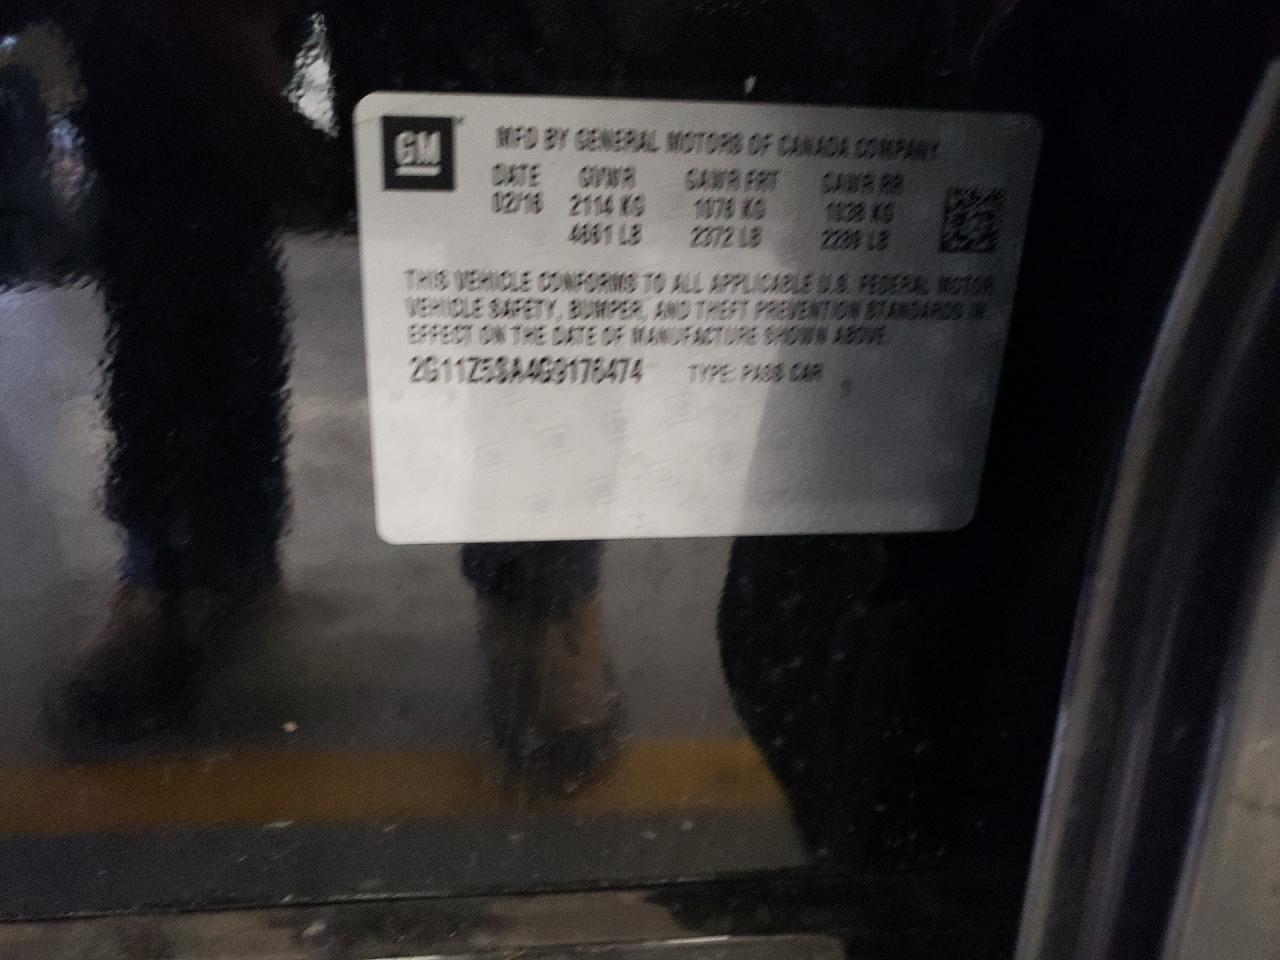 GM
MFD BY GENERAL MOTORS OF CANADA COMPANY
DATE GVWR GAWR FRT GAWR RR
02/16 2114 KG 1076 KG 1038 KG
4661 LB 2372 LB 2289 LB
THIS VEHICLE CONFORMS TO ALL APPLICABLE U.S. FEDERAL MOTOR
VEHICLE SAFETY, BUMPER, AND THEFT PREVENTION STANDARDS IN
EFFECT ON THE DATE OF MANUFACTURE SHOWN ABOVE.
TYPE: PASS CAR